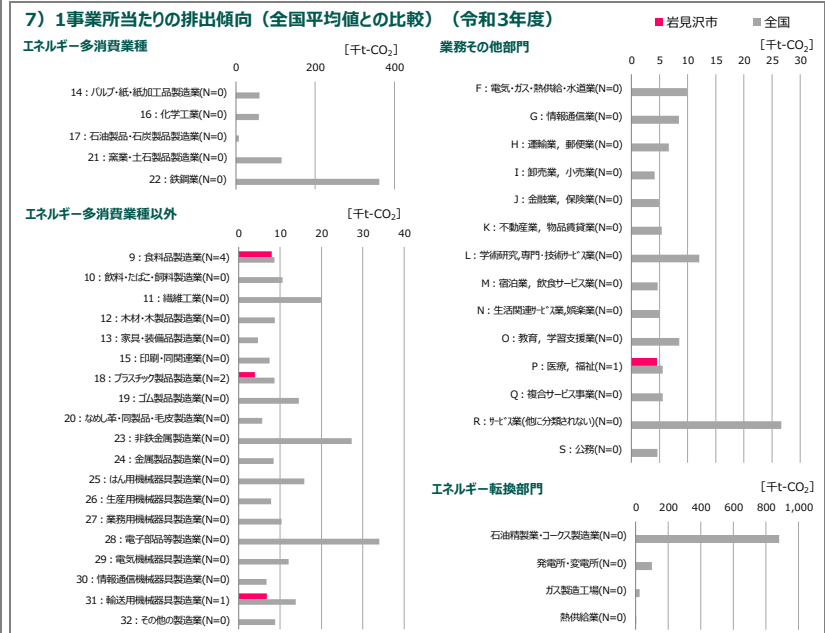 7）1事業所当たりの排出傾向（全国平均値との比較）（令和3年度）
岩見沢市 全国
エネルギー多消費業種
[千t-CO₂]
0 200 400
14：パルプ・紙・紙加工品製造業(N=0)
16：化学工業(N=0)
17：石油製品・石炭製品製造業(N=0)
21：窯業・土石製品製造業(N=0)
22：鉄鋼業(N=0)
エネルギー多消費業種以外
[千t-CO₂]
0 10 20 30 40
9：食料品製造業(N=4)
10：飲料・たばこ・飼料製造業(N=0)
11：繊維工業(N=0)
12：木材・木製品製造業(N=0)
13：家具・装備品製造業(N=0)
15：印刷・同関連業(N=0)
18：プラスチック製品製造業(N=2)
19：ゴム製品製造業(N=0)
20：なめし革・同製品・毛皮製造業(N=0)
23：非鉄金属製造業(N=0)
24：金属製品製造業(N=0)
25：はん用機械器具製造業(N=0)
26：生産用機械器具製造業(N=0)
27：業務用機械器具製造業(N=0)
28：電子部品等製造業(N=0)
29：電気機械器具製造業(N=0)
30：情報通信機械器具製造業(N=0)
31：輸送用機械器具製造業(N=1)
32：その他の製造業(N=0)
業務その他部門
[千t-CO₂]
0 5 10 15 20 25 30
F：電気・ガス・熱供給・水道業(N=0)
G：情報通信業(N=0)
H：運輸業，郵便業(N=0)
I：卸売業，小売業(N=0)
J：金融業，保険業(N=0)
K：不動産業，物品賃貸業(N=0)
L：学術研究,専門・技術ｻｰﾋﾞｽ業(N=0)
M：宿泊業，飲食サービス業(N=0)
N：生活関連ｻｰﾋﾞｽ業,娯楽業(N=0)
O：教育，学習支援業(N=0)
P：医療，福祉(N=1)
Q：複合サービス事業(N=0)
R：ｻｰﾋﾞｽ業(他に分類されない)(N=0)
S：公務(N=0)
エネルギー転換部門
[千t-CO₂]
0 200 400 600 800 1,000
石油精製業・コークス製造業(N=0)
発電所・変電所(N=0)
ガス製造工場(N=0)
熱供給業(N=0)